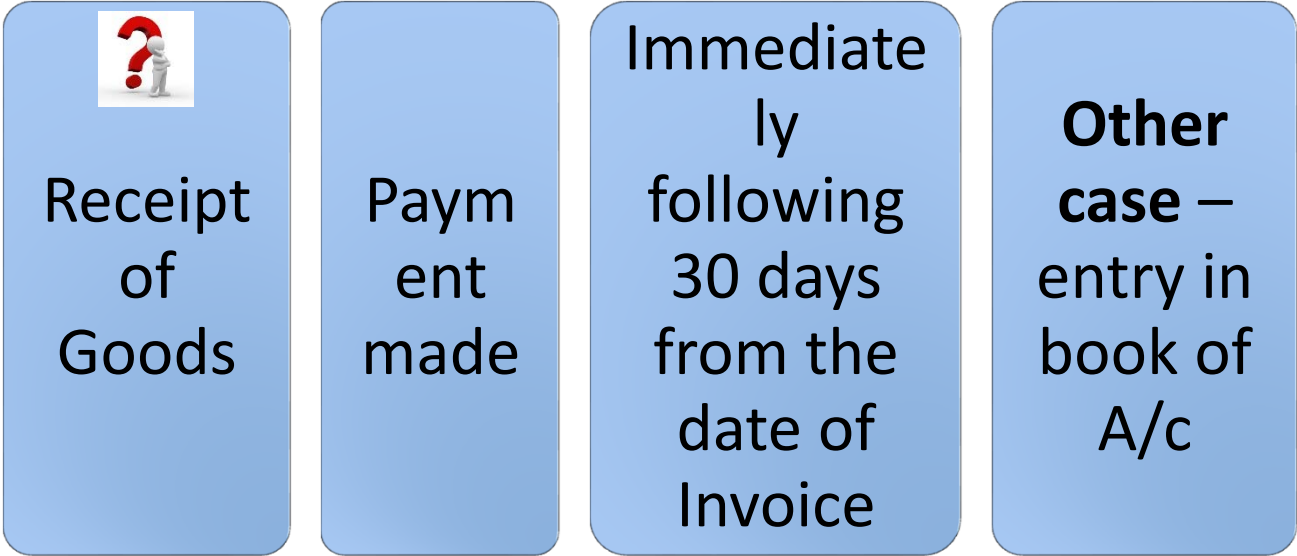 Receipt
of
Goods
Paym
ent
made
Immediate
ly
following
30 days
from the
date of
Invoice
Other
case –
entry in
book of
A/c